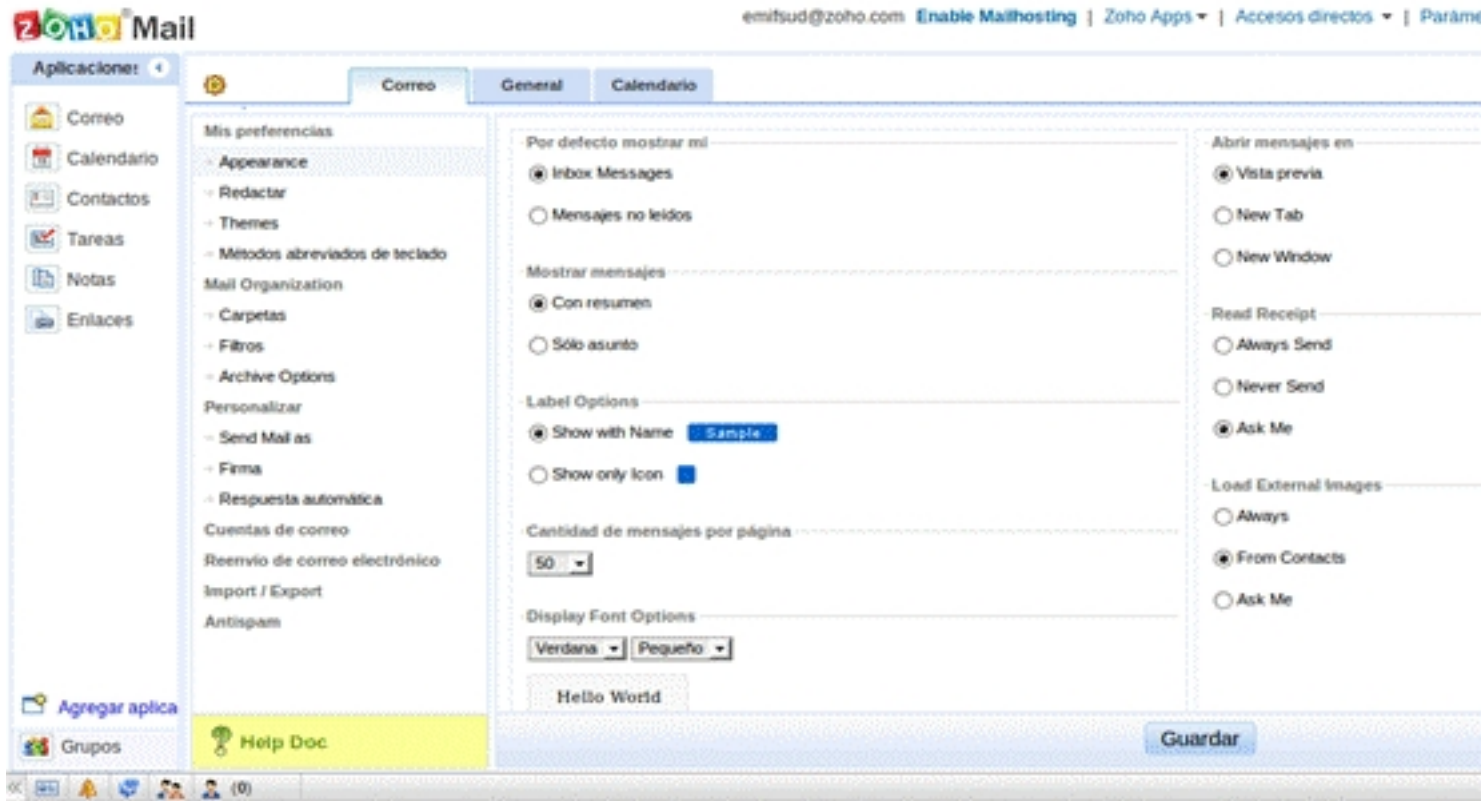 ZOHO Mail
emifsud@zoho.com Enable Mailhosting | Zoho Apps | Accesos directos | Paráme
Aplicaciones
Correo General Calendario
Correo
Calendario
Contactos
Tareas
Notas
Enlaces
Agregar aplica
Grupos
Mis preferencias
Appearance
Redactar
Themes
Métodos abreviados de teclado
Mail Organization
Carpetas
Filtros
Archive Options
Personalizar
Send Mail as
Firma
Respuesta automática
Cuentas de correo
Reenvío de correo electrónico
Import / Export
Antispam
Help Doc
Por defecto mostrar mi
Inbox Messages
Mensajes no leídos
Mostrar mensajes
Con resumen
Sólo asunto
Label Options
Show with Name Sample
Show only Icon
Cantidad de mensajes por página
50
Display Font Options
Verdana Pequeño
Hello World
Abrir mensajes en
Vista previa
New Tab
New Window
Read Receipt
Always Send
Never Send
Ask Me
Load External Images
Always
From Contacts
Ask Me
Guardar
(0)